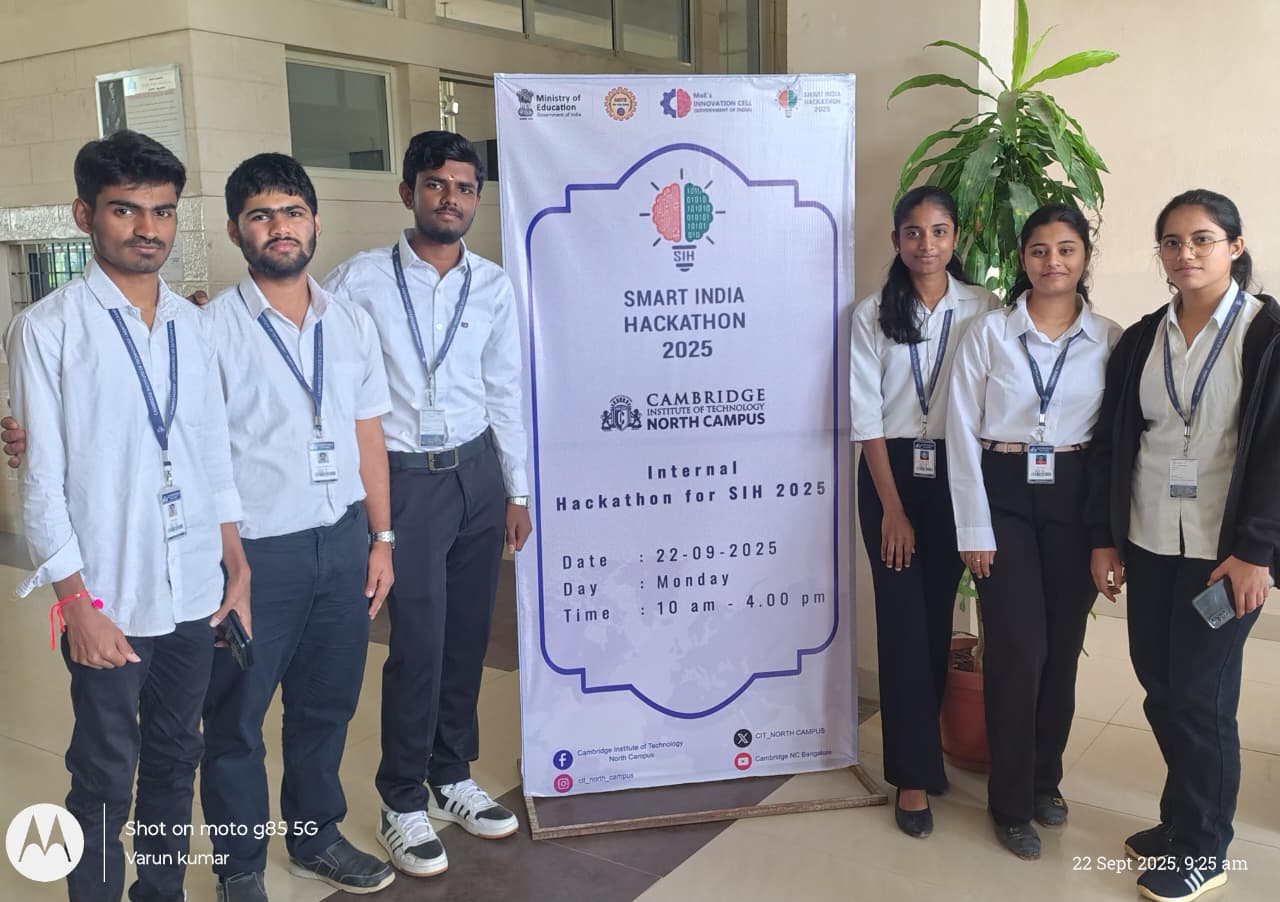 Ministry of
Education
Government of India
MoE's
INNOVATION CELL
(GOVERNMENT OF INDIA)
SMART INDIA
HACKATHON
2025
SIH
SMART INDIA
HACKATHON
2025
CAMBRIDGE
INSTITUTE OF TECHNOLOGY
NORTH CAMPUS
Internal
Hackathon for SIH 2025
Date : 22-09-2025
Day : Monday
Time : 10 am - 4.00 pm
Cambridge Institute of Technology
North Campus
CIT_NORTH CAMPUS
cit_north_campus
Cambridge NC Bangalore
Shot on moto g85 5G
Varun kumar
22 Sept 2025, 9:25 am